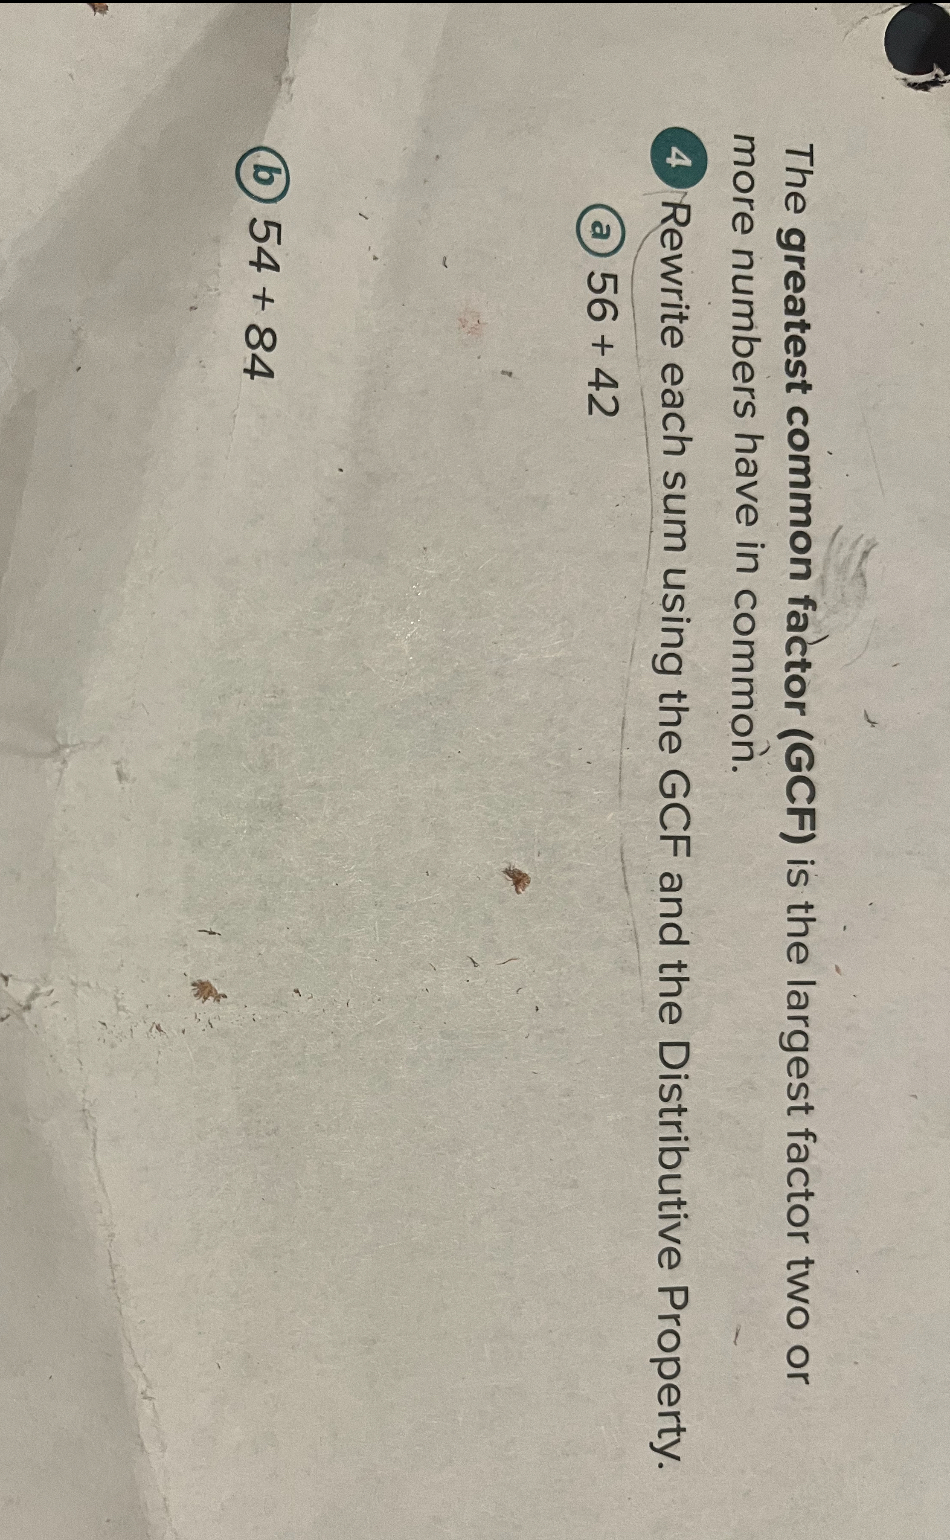 The greatest common factor (GCF) is the largest factor two or
more numbers have in common.
4 Rewrite each sum using the GCF and the Distributive Property.
a 56 + 42
b 54 + 84